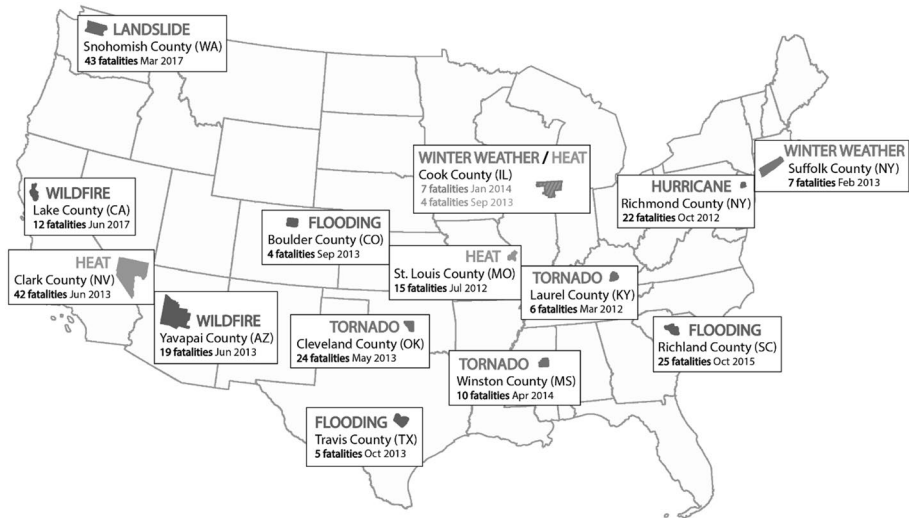 LANDSLIDE
Snohomish County (WA)
43 fatalities Mar 2017
WINTER WEATHER / HEAT
Cook County (IL)
7 fatalities Jan 2014
4 fatalities Sep 2013
WINTER WEATHER
Suffolk County (NY)
7 fatalities Feb 2013
WILDFIRE
Lake County (CA)
12 fatalities Jun 2017
HURRICANE
Richmond County (NY)
22 fatalities Oct 2012
FLOODING
Boulder County (CO)
4 fatalities Sep 2013
HEAT
Clark County (NV)
42 fatalities Jun 2013
HEAT
St. Louis County (MO)
15 fatalities Jul 2012
TORNADO
Laurel County (KY)
6 fatalities Mar 2012
WILDFIRE
Yavapai County (AZ)
19 fatalities Jun 2013
TORNADO
Cleveland County (OK)
24 fatalities May 2013
FLOODING
Richland County (SC)
25 fatalities Oct 2015
TORNADO
Winston County (MS)
10 fatalities Apr 2014
FLOODING
Travis County (TX)
5 fatalities Oct 2013